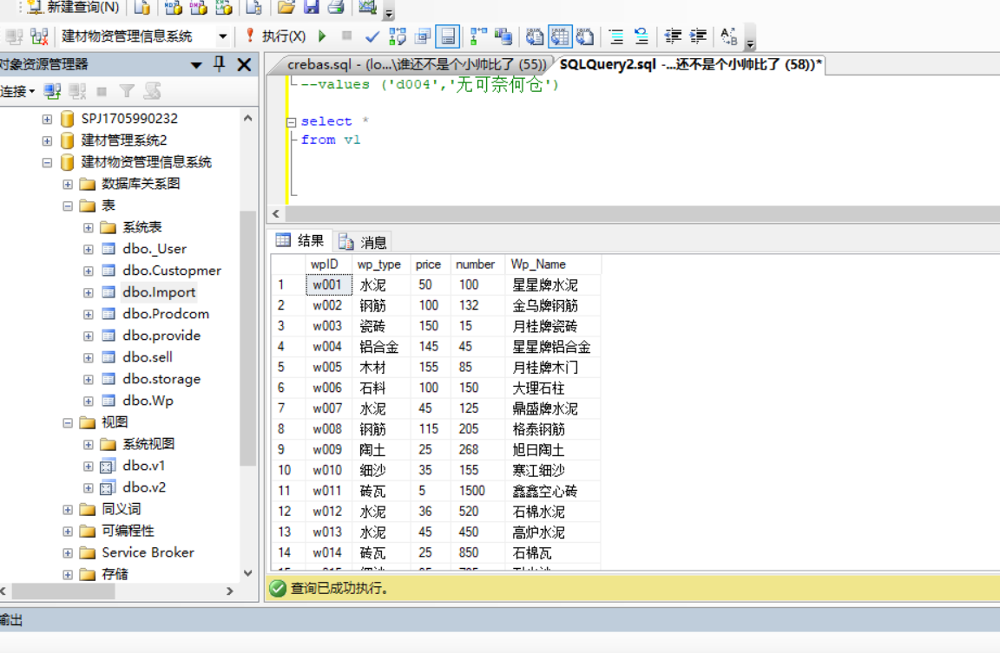 新建查询(N)
建材物资管理信息系统 执行(X)
对象资源管理器
连接
SPJ1705990232
建材管理系统2
建材物资管理信息系统
数据库关系图
表
系统表
dbo._User
dbo.Custopmer
dbo.Import
dbo.Prodcom
dbo.provide
dbo.sell
dbo.storage
dbo.Wp
视图
系统视图
dbo.v1
dbo.v2
同义词
可编程性
Service Broker
存储
crebas.sql - (lo...\谁还不是个小帅比了 (55)) SQLQuery2.sql -...还不是个小帅比了 (58))*
--values ('d004','无可奈何仓')
select *
from v1
结果 消息
wpID wp_type price number Wp_Name
1 w001 水泥 50 100 星星牌水泥
2 w002 钢筋 100 132 金乌牌钢筋
3 w003 瓷砖 150 15 月桂牌瓷砖
4 w004 铝合金 145 45 星星牌铝合金
5 w005 木材 155 85 月桂牌木门
6 w006 石料 100 150 大理石柱
7 w007 水泥 45 125 鼎盛牌水泥
8 w008 钢筋 115 205 格泰钢筋
9 w009 陶土 25 268 旭日陶土
10 w010 细沙 35 155 寒江细沙
11 w011 砖瓦 5 1500 鑫鑫空心砖
12 w012 水泥 36 520 石棉水泥
13 w013 水泥 45 450 高炉水泥
14 w014 砖瓦 25 850 石棉瓦
查询已成功执行。
输出